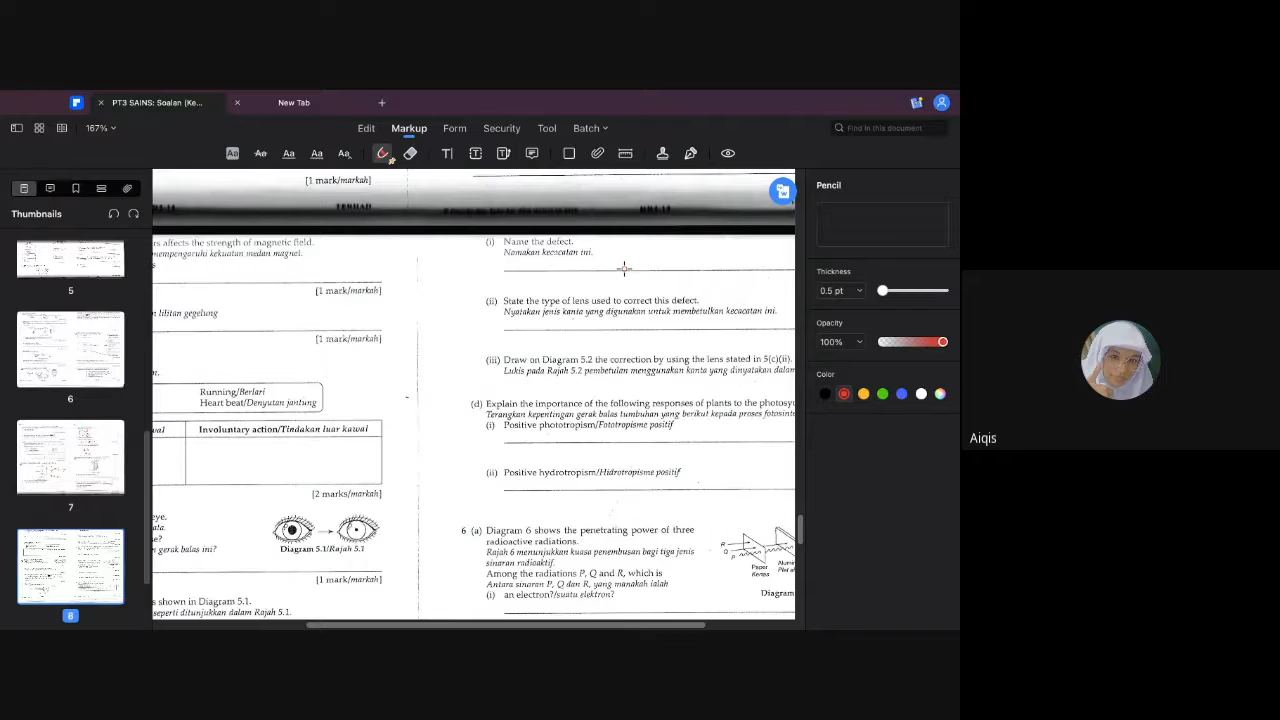 PT3 SAINS: Soalan (Ke...
New Tab
167%
Edit
Markup
Form
Security
Tool
Batch
Find in this document
Thumbnails
5
6
7
8
[1 mark/markah]
rs affects the strength of magnetic field.
mempengaruhi kekuatan medan magnet.
[1 mark/markah]
n lilitan gegelung
[1 mark/markah]
Running/Berlari
Heart beat/Denyutan jantung
Involuntary action/Tindakan luar kawal
[2 marks/markah]
eye.
Diagram 5.1/Rajah 5.1
n gerak balas ini?
[1 mark/markah]
s shown in Diagram 5.1.
seperti ditunjukkan dalam Rajah 5.1.
(i) Name the defect.
Namakan kecacatan ini.
(ii) State the type of lens used to correct this defect.
Nyatakan jenis kanta yang digunakan untuk membetulkan kecacatan ini.
(iii) Draw on Diagram 5.2 the correction by using the lens stated in 5(c)(ii).
Lukis pada Rajah 5.2 pembetulan menggunakan kanta yang dinyatakan dalam
(d) Explain the importance of the following responses of plants to the photosy
Terangkan kepentingan gerak balas tumbuhan yang berikut kepada proses fotosint
(i) Positive phototropism/Fototropisme positif
(ii) Positive hydrotropism/Hidrotropisme positif
6 (a) Diagram 6 shows the penetrating power of three
radioactive radiations.
Rajah 6 menunjukkan kuasa penembusan bagi tiga jenis
sinaran radioaktif.
Among the radiations P, Q and R, which is
Antara sinaran P, Q dan R, yang manakah ialah
(i) an electron?/suatu elektron?
R
Q
P
Paper
Kertas
Diagram
Pencil
Thickness
0.5 pt
Opacity
100%
Color
Aiqis